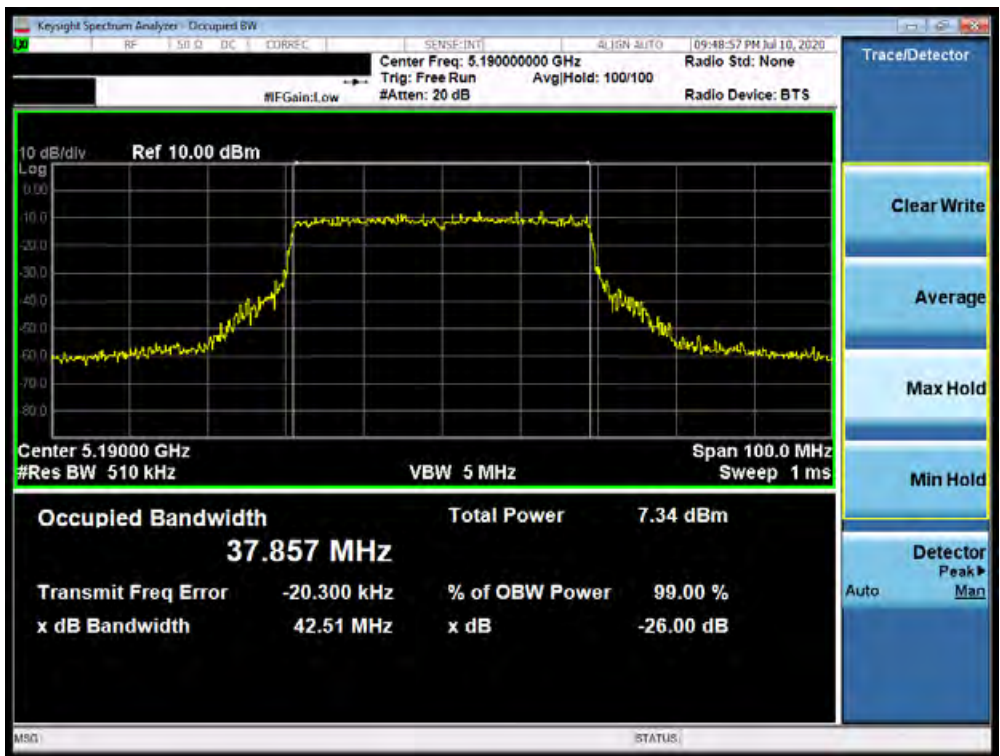 Keysight Spectrum Analyzer - Occupied BW
LXI RF 50 Ω DC CORREC SENSE:INT ALIGN AUTO 09:48:57 PM Jul 10, 2020
Center Freq: 5.190000000 GHz Radio Std: None
Trig: Free Run Avg|Hold: 100/100
#IFGain:Low #Atten: 20 dB Radio Device: BTS
Trace/Detector
10 dB/div Ref 10.00 dBm
Log
0.00
-10.0
-20.0
-30.0
-40.0
-50.0
-60.0
-70.0
-80.0
Center 5.19000 GHz Span 100.0 MHz
#Res BW 510 kHz VBW 5 MHz Sweep 1 ms
Clear Write
Average
Max Hold
Min Hold
Detector
Peak▶
Auto Man
Occupied Bandwidth Total Power 7.34 dBm
37.857 MHz
Transmit Freq Error -20.300 kHz % of OBW Power 99.00 %
x dB Bandwidth 42.51 MHz x dB -26.00 dB
MSG STATUS